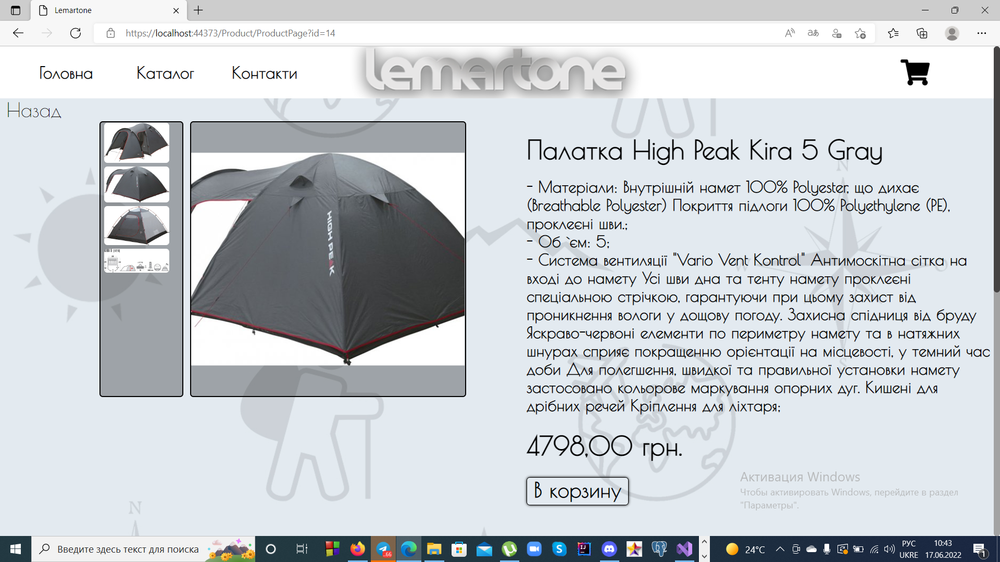 Lemartone
https://localhost:44373/Product/ProductPage?id=14
Головна
Каталог
Контакти
lemartone
Назад
HIGH PEAK
KIRA 5
Палатка High Peak Kira 5 Gray
- Матеріали: Внутрішній намет 100% Polyester, що дихає
(Breathable Polyester) Покриття підлоги 100% Polyethylene (PE),
проклеєні шви.;
- Об`єм: 5;
- Система вентиляції "Vario Vent Kontrol" Антимоскітна сітка на
вході до намету Усі шви дна та тенту намету проклеєні
спеціальною стрічкою, гарантуючи при цьому захист від
проникнення вологи у дощову погоду. Захисна спідниця від бруду
Яскраво-червоні елементи по периметру намету та в натяжних
шнурах сприяє покращенню орієнтації на місцевості, у темний час
доби Для полегшення, швидкої та правильної установки намету
застосовано кольорове маркування опорних дуг. Кишені для
дрібних речей Кріплення для ліхтаря;
4798,00 грн.
В корзину
N
W
O
S
N
Активация Windows
Чтобы активировать Windows, перейдите в раздел
"Параметры".
Введите здесь текст для поиска
..66
24°C
РУС
UKRE
10:43
17.06.2022
1